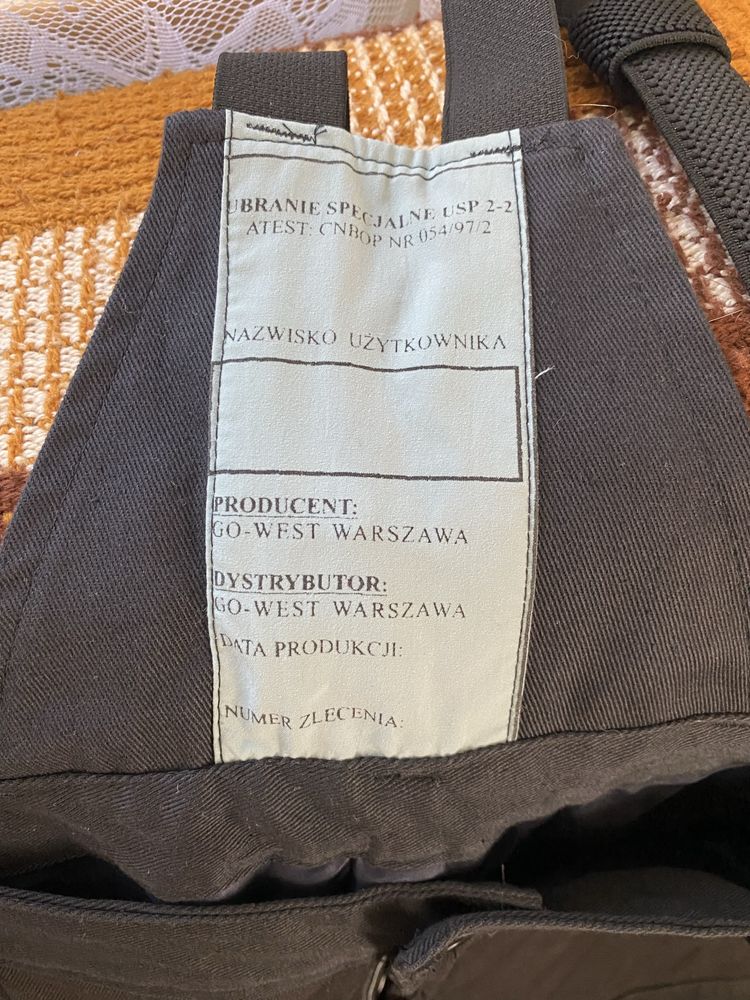 UBRANIE SPECJALNE USP 2-2
ATEST: CNBOP NR 054/97/2
NAZWISKO UŻYTKOWNIKA
PRODUCENT:
GO-WEST WARSZAWA
DYSTRYBUTOR:
GO-WEST WARSZAWA
DATA PRODUKCJI:
NUMER ZLECENIA: